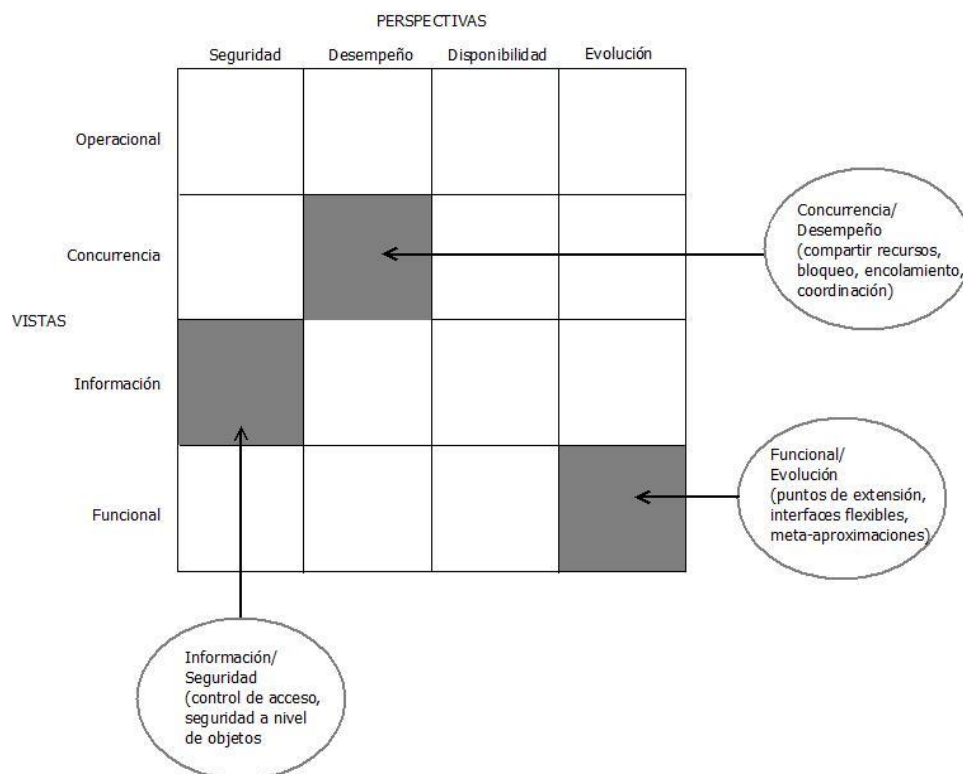 PERSPECTIVAS
Seguridad Desempeño Disponibilidad Evolución
Operacional
Concurrencia
VISTAS
Información
Funcional
Concurrencia/
Desempeño
(compartir recursos,
bloqueo, encolamiento,
coordinación)
Funcional/
Evolución
(puntos de extensión,
interfaces flexibles,
meta-aproximaciones)
Información/
Seguridad
(control de acceso,
seguridad a nivel
de objetos